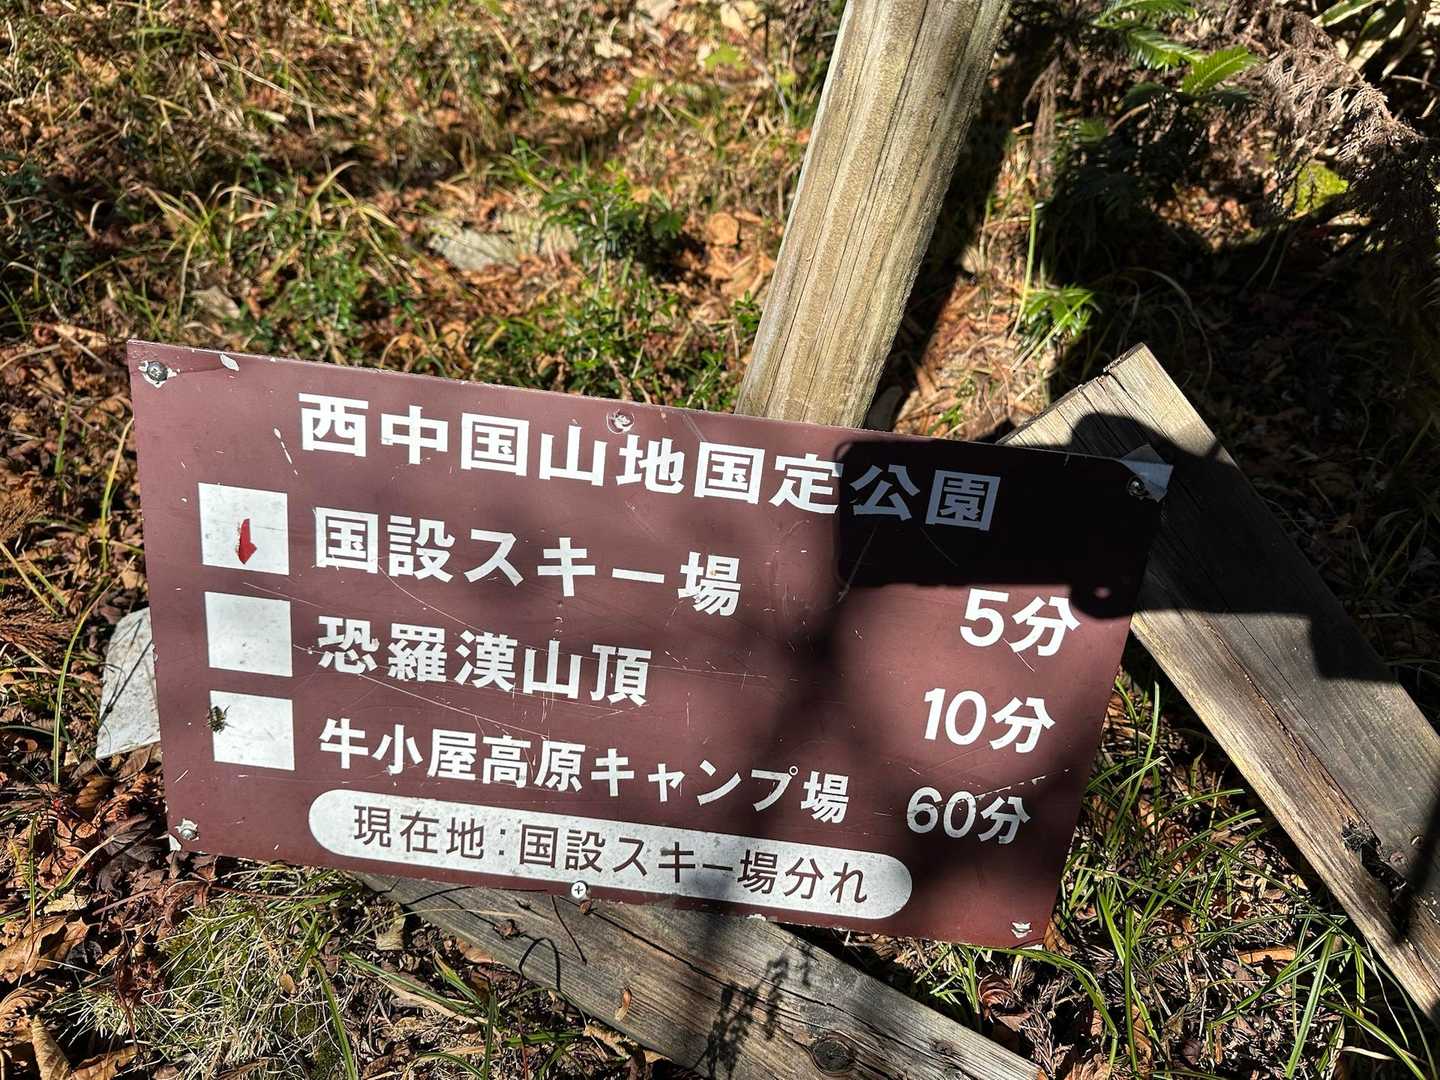 西中国山地国定公園
国設スキー場 5分
恐羅漢山頂 10分
牛小屋高原キャンプ場 60分
現在地：国設スキー場分れ